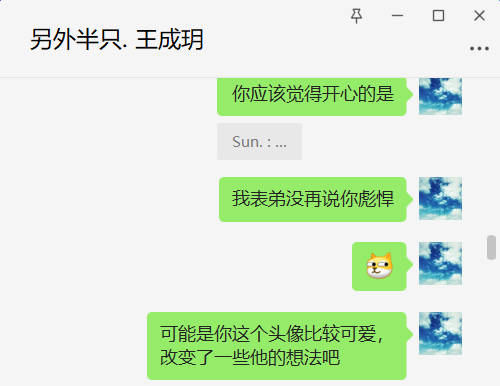 另外半只. 王成玥
你应该觉得开心的是
Sun. : ...
我表弟没再说你彪悍
可能是你这个头像比较可爱，
改变了一些他的想法吧